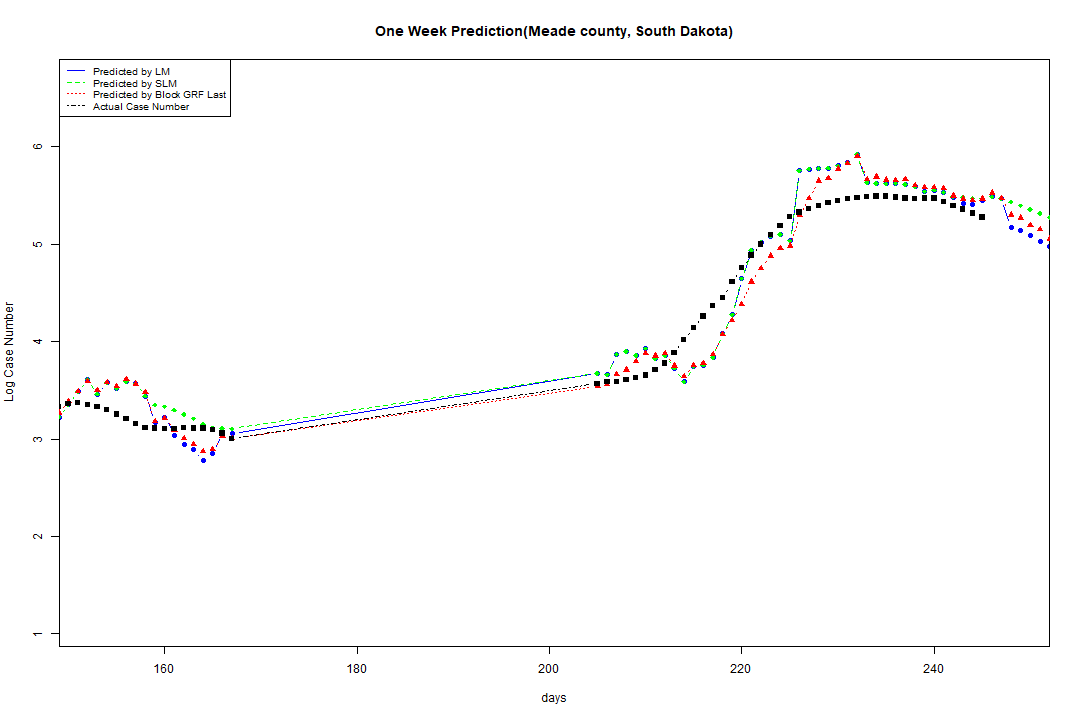 One Week Prediction(Meade county, South Dakota)
Predicted by LM
Predicted by SLM
Predicted by Block GRF Last
Actual Case Number
6
5
4
3
2
1
Log Case Number
160 180 200 220 240
days